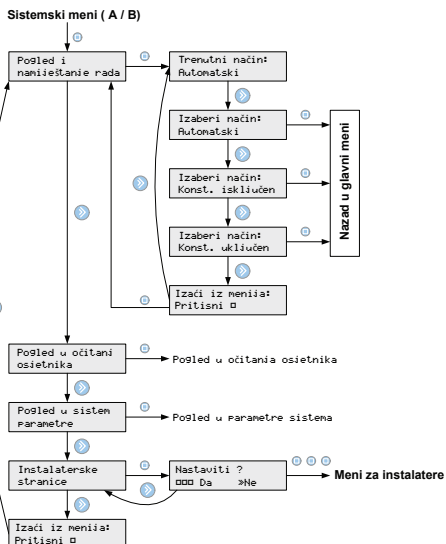 Sistemski meni ( A / B)
Pogled i
namiještanje rada
Trenutni način:
Automatski
Izaberi način:
Automatski
Izaberi način:
Konst. isključen
Izaberi način:
Konst. uključen
Izaći iz menija:
Pritisni □
Nazad u glavni meni
Pogled u očitani
osjetnika
Pogled u očitanja osjetnika
Pogled u sistem
parametre
Pogled u parametre sistema
Instalaterske
stranice
Nastaviti ?
□□□ Da »Ne
Meni za instalatere
Izaći iz menija:
Pritisni □